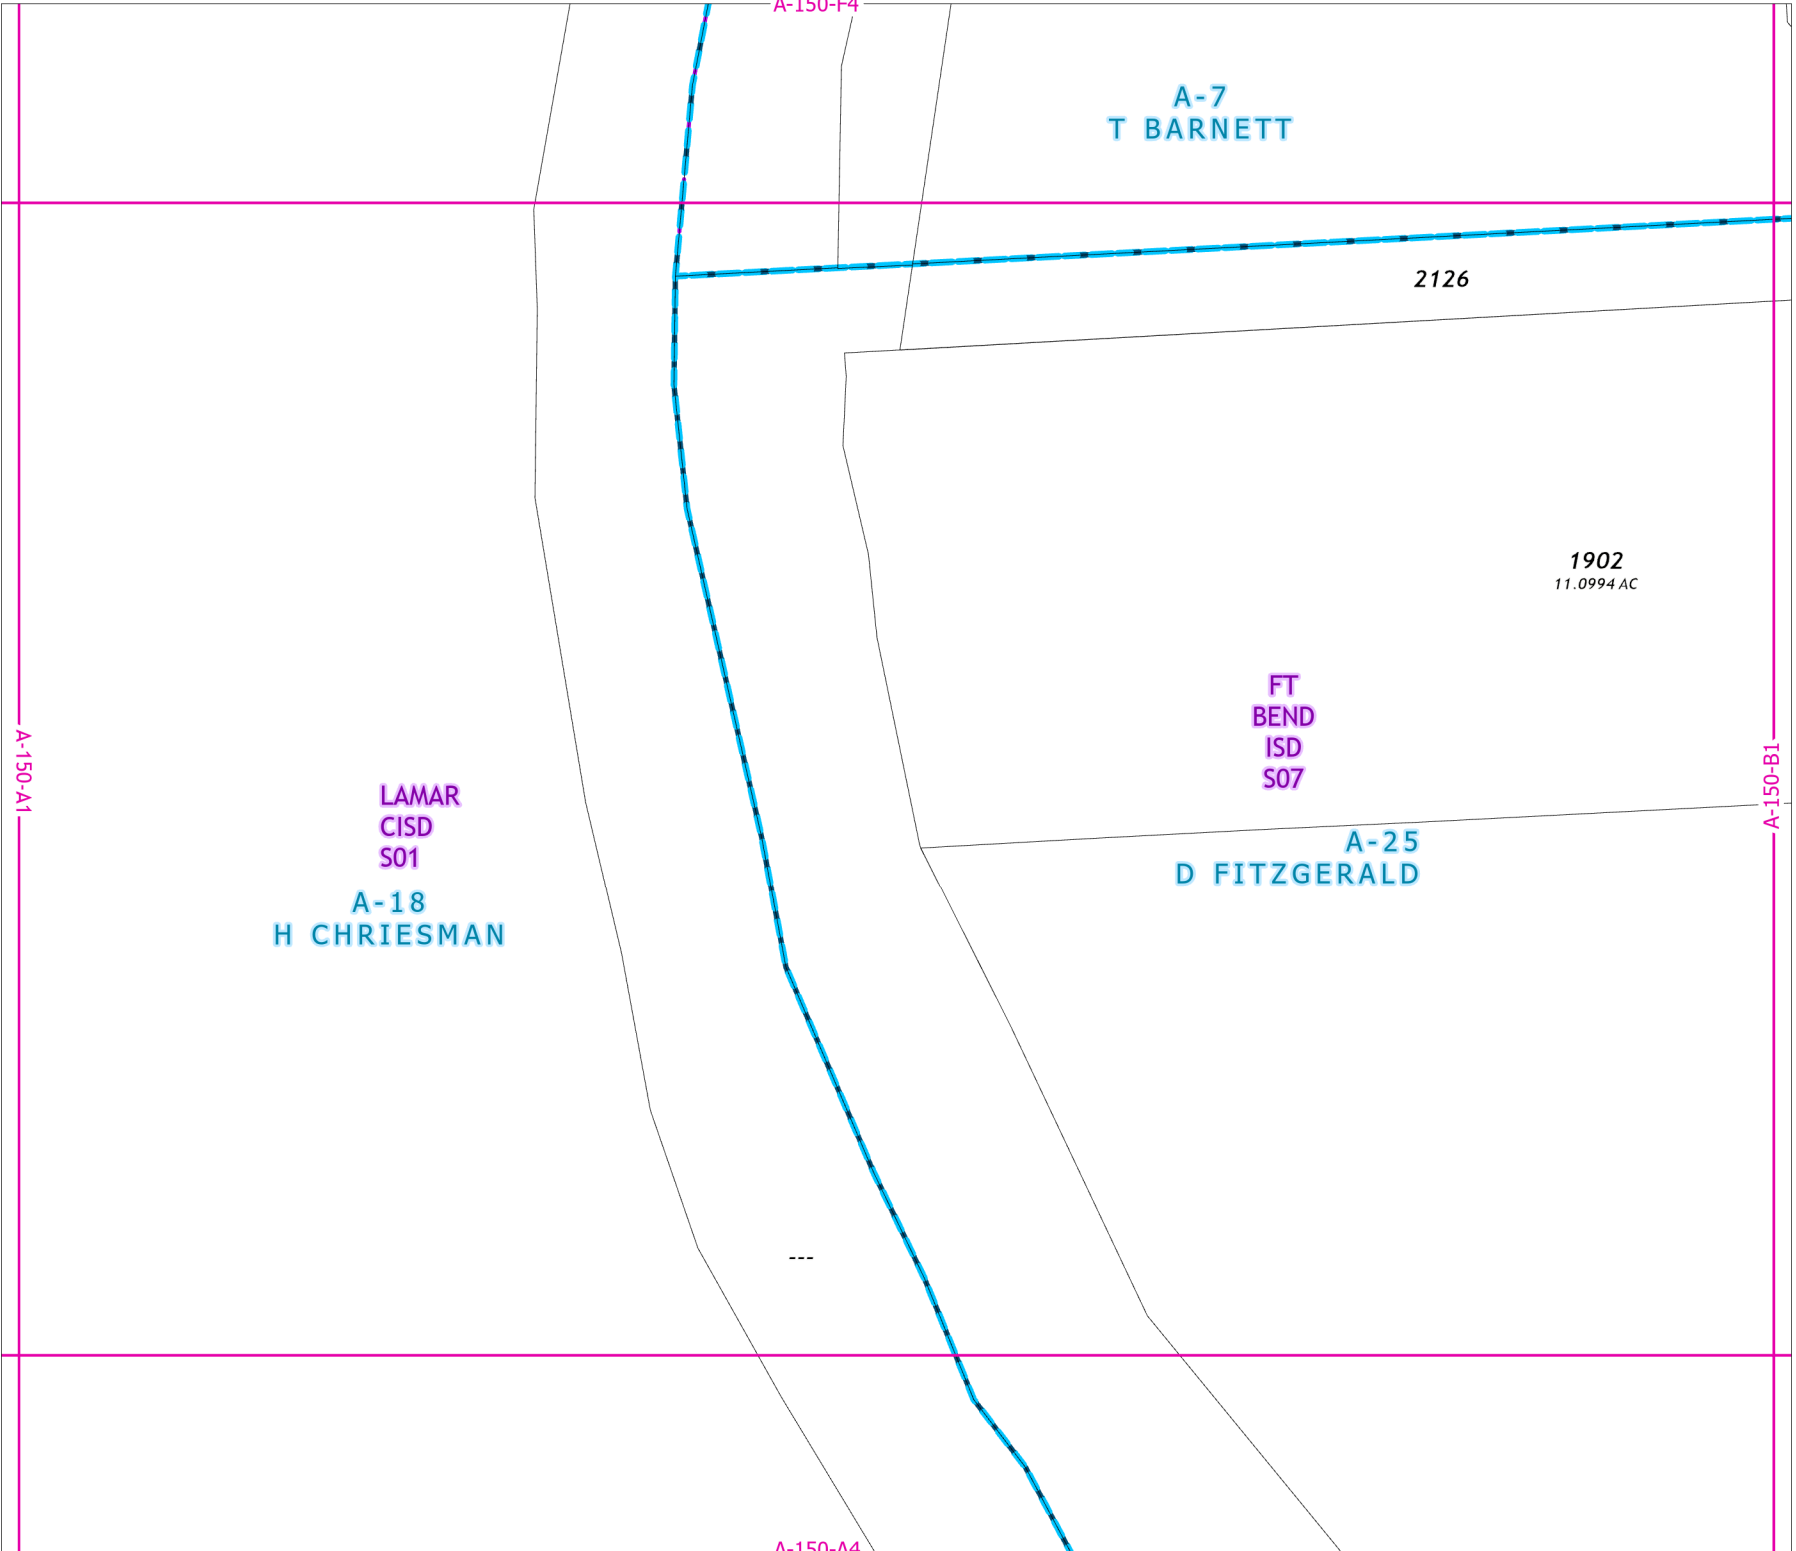 A-150-F4
A-7
T BARNETT
2126
1902
11.0994 AC
FT
BEND
ISD
S07
A-150-A1
A-150-B1
LAMAR
CISD
S01
A-25
D FITZGERALD
A-18
H CHRIESMAN
---
A-150-A4